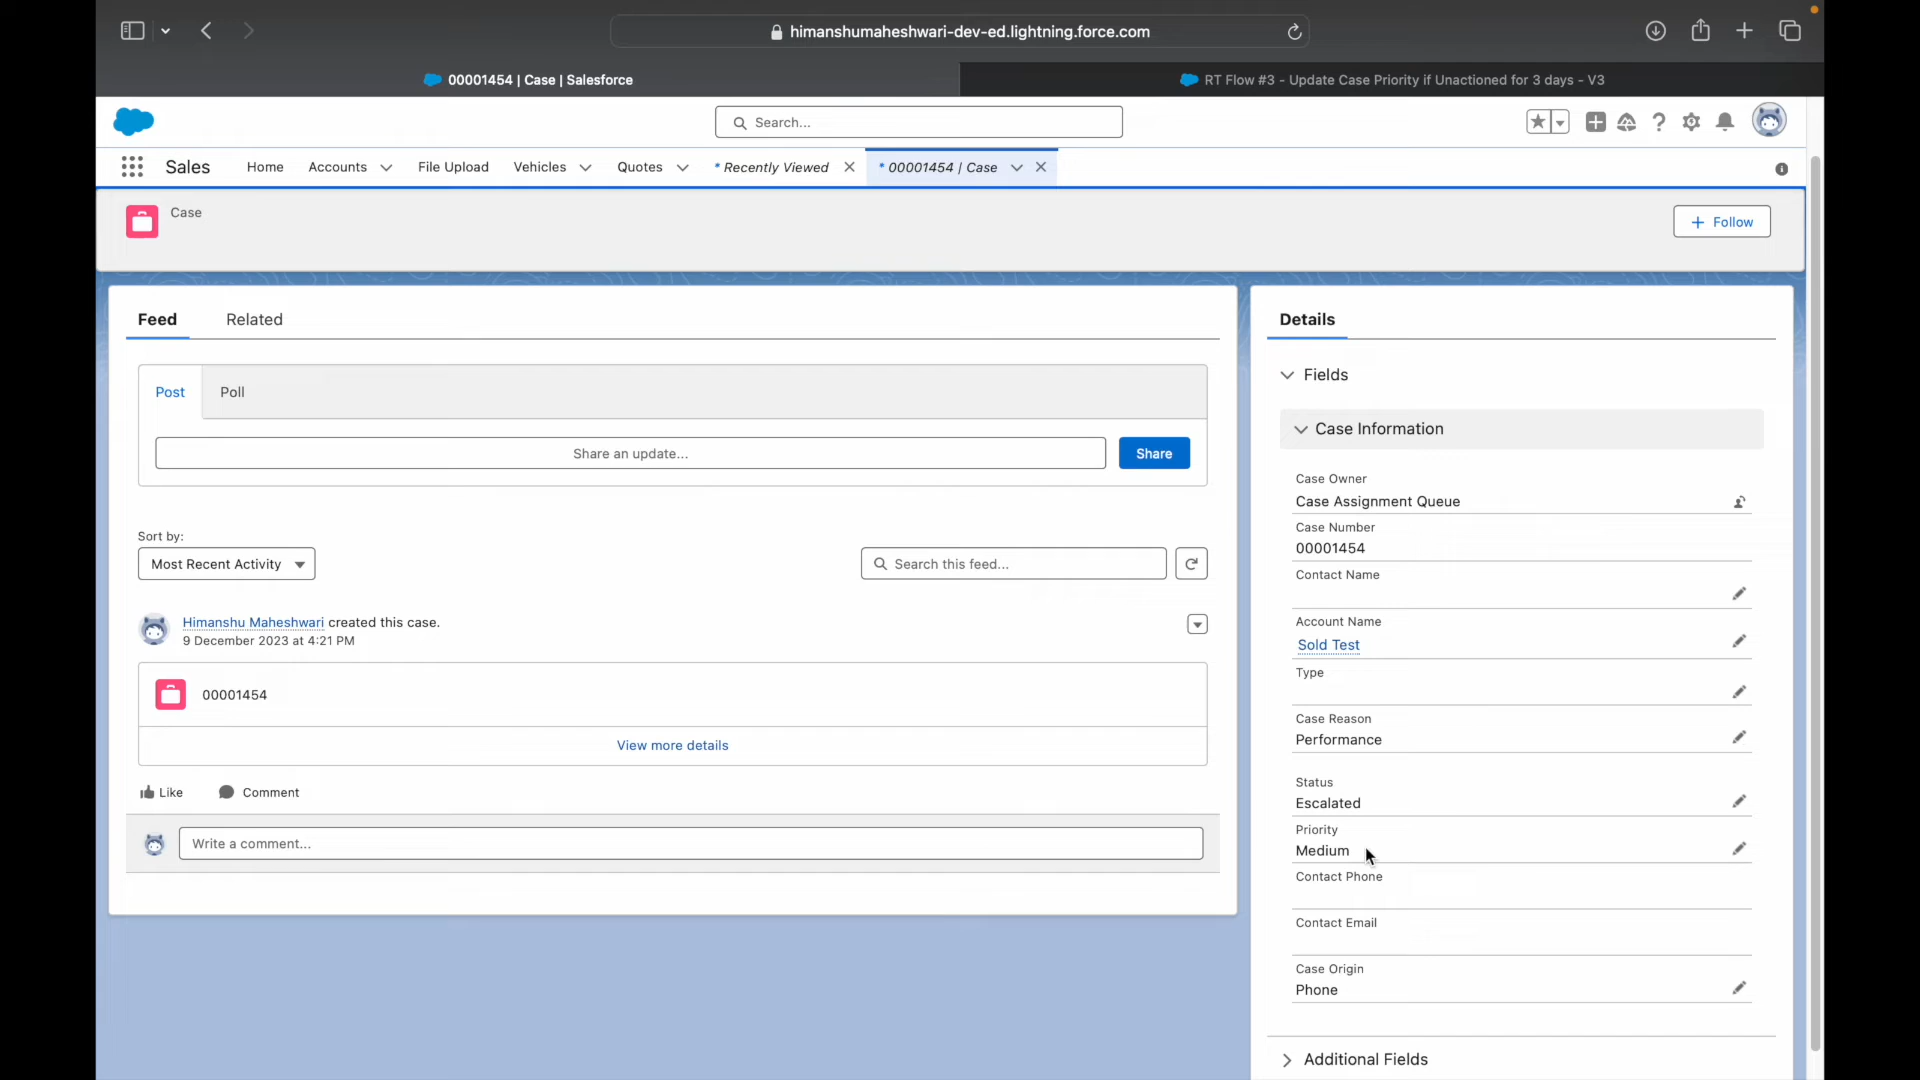 himanshumaheshwari-dev-ed.lightning.force.com
00001454 | Case | Salesforce
RT Flow #3 - Update Case Priority if Unactioned for 3 days - V3
Search...
Sales
Home
Accounts
File Upload
Vehicles
Quotes
* Recently Viewed
* 00001454 | Case
Case
Follow
Feed
Related
Post
Poll
Share an update...
Share
Sort by:
Most Recent Activity
Search this feed...
Himanshu Maheshwari created this case.
9 December 2023 at 4:21 PM
00001454
View more details
Like
Comment
Write a comment...
Details
Fields
Case Information
Case Owner
Case Assignment Queue
Case Number
00001454
Contact Name
Account Name
Sold Test
Type
Case Reason
Performance
Status
Escalated
Priority
Medium
Contact Phone
Contact Email
Case Origin
Phone
Additional Fields